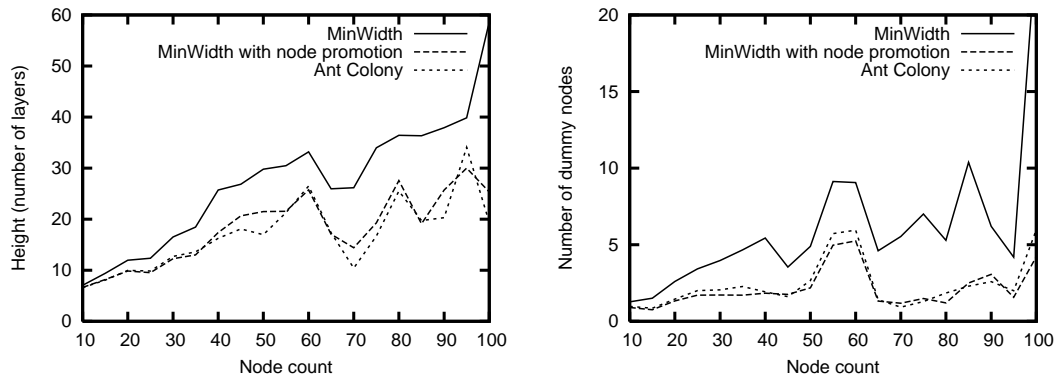 Height (number of layers)
60
50
40
30
20
10
0
MinWidth
MinWidth with node promotion
Ant Colony
10 20 30 40 50 60 70 80 90 100
Node count
Number of dummy nodes
20
15
10
5
0
MinWidth
MinWidth with node promotion
Ant Colony
10 20 30 40 50 60 70 80 90 100
Node count